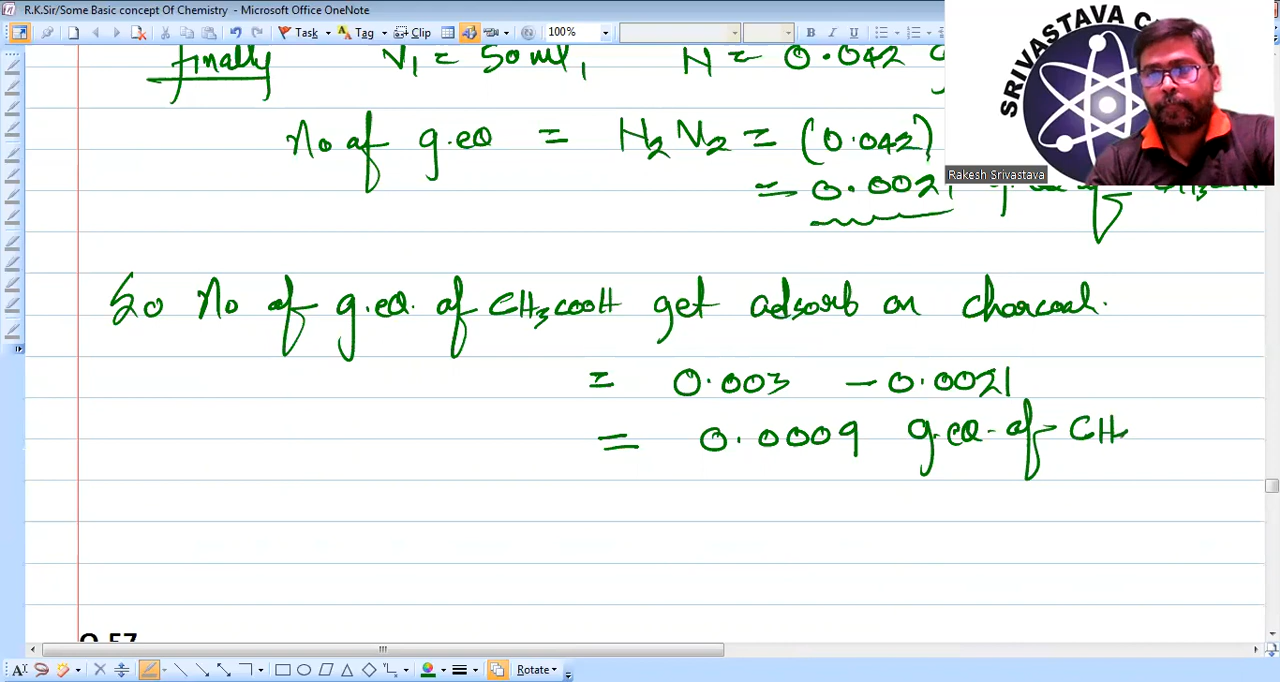 R.K.Sir/Some Basic concept Of Chemistry - Microsoft Office OneNote
Task Tag Clip 100% B I U
finally V₁ = 50 ml, N = 0.042
SRIVASTAVA C
No of g.eq = N₂V₂ = (0.042)
Rakesh Srivastava
= 0.0021
So No of g.eq. of CH₃COOH get adsorb on charcoal.
= 0.003 - 0.0021
= 0.0009 g.eq. of CH
Q.57
Rotate